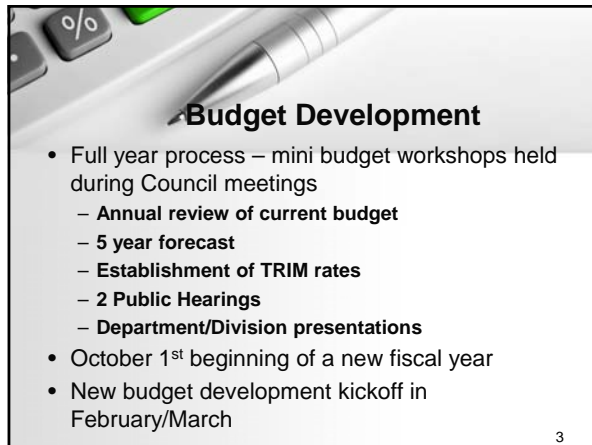 %
Budget Development
• Full year process – mini budget workshops held
during Council meetings
– Annual review of current budget
– 5 year forecast
– Establishment of TRIM rates
– 2 Public Hearings
– Department/Division presentations
• October 1st beginning of a new fiscal year
• New budget development kickoff in
February/March
3